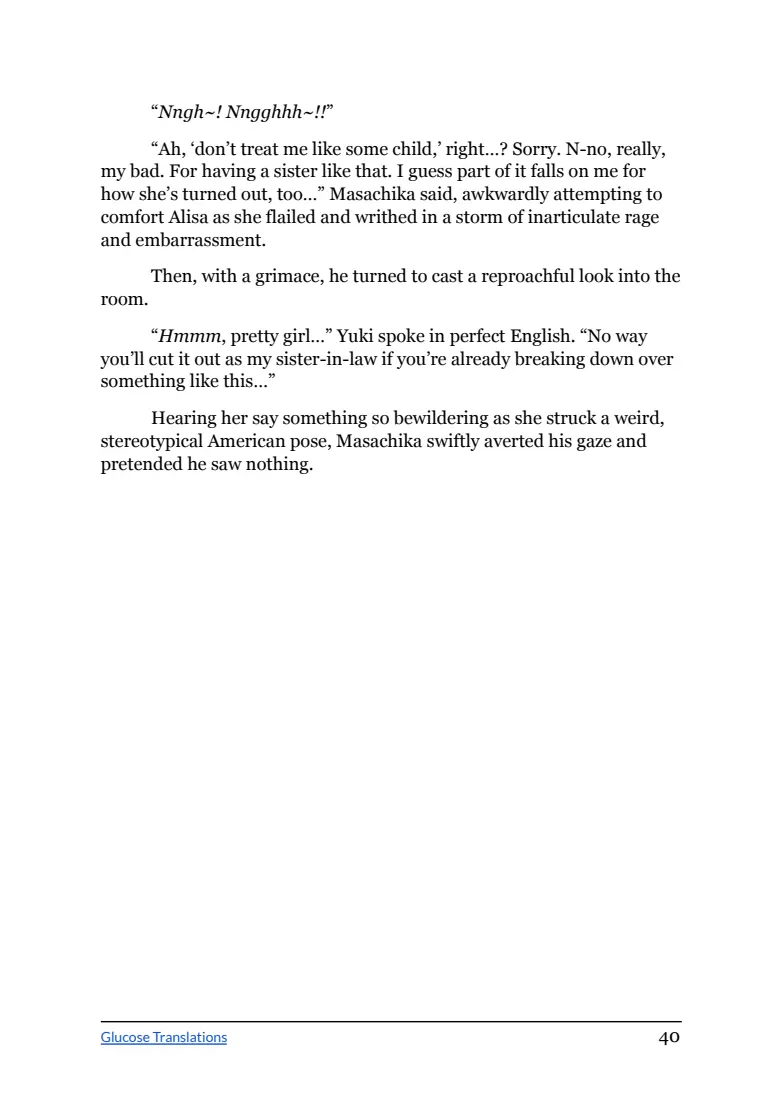 “Nngh~! Nngghhh~!!”
“Ah, ‘don’t treat me like some child,’ right…? Sorry. N-no, really,
my bad. For having a sister like that. I guess part of it falls on me for
how she’s turned out, too…” Masachika said, awkwardly attempting to
comfort Alisa as she flailed and writhed in a storm of inarticulate rage
and embarrassment.
Then, with a grimace, he turned to cast a reproachful look into the
room.
“Hmmm, pretty girl…” Yuki spoke in perfect English. “No way
you’ll cut it out as my sister-in-law if you’re already breaking down over
something like this…”
Hearing her say something so bewildering as she struck a weird,
stereotypical American pose, Masachika swiftly averted his gaze and
pretended he saw nothing.
Glucose Translations 40